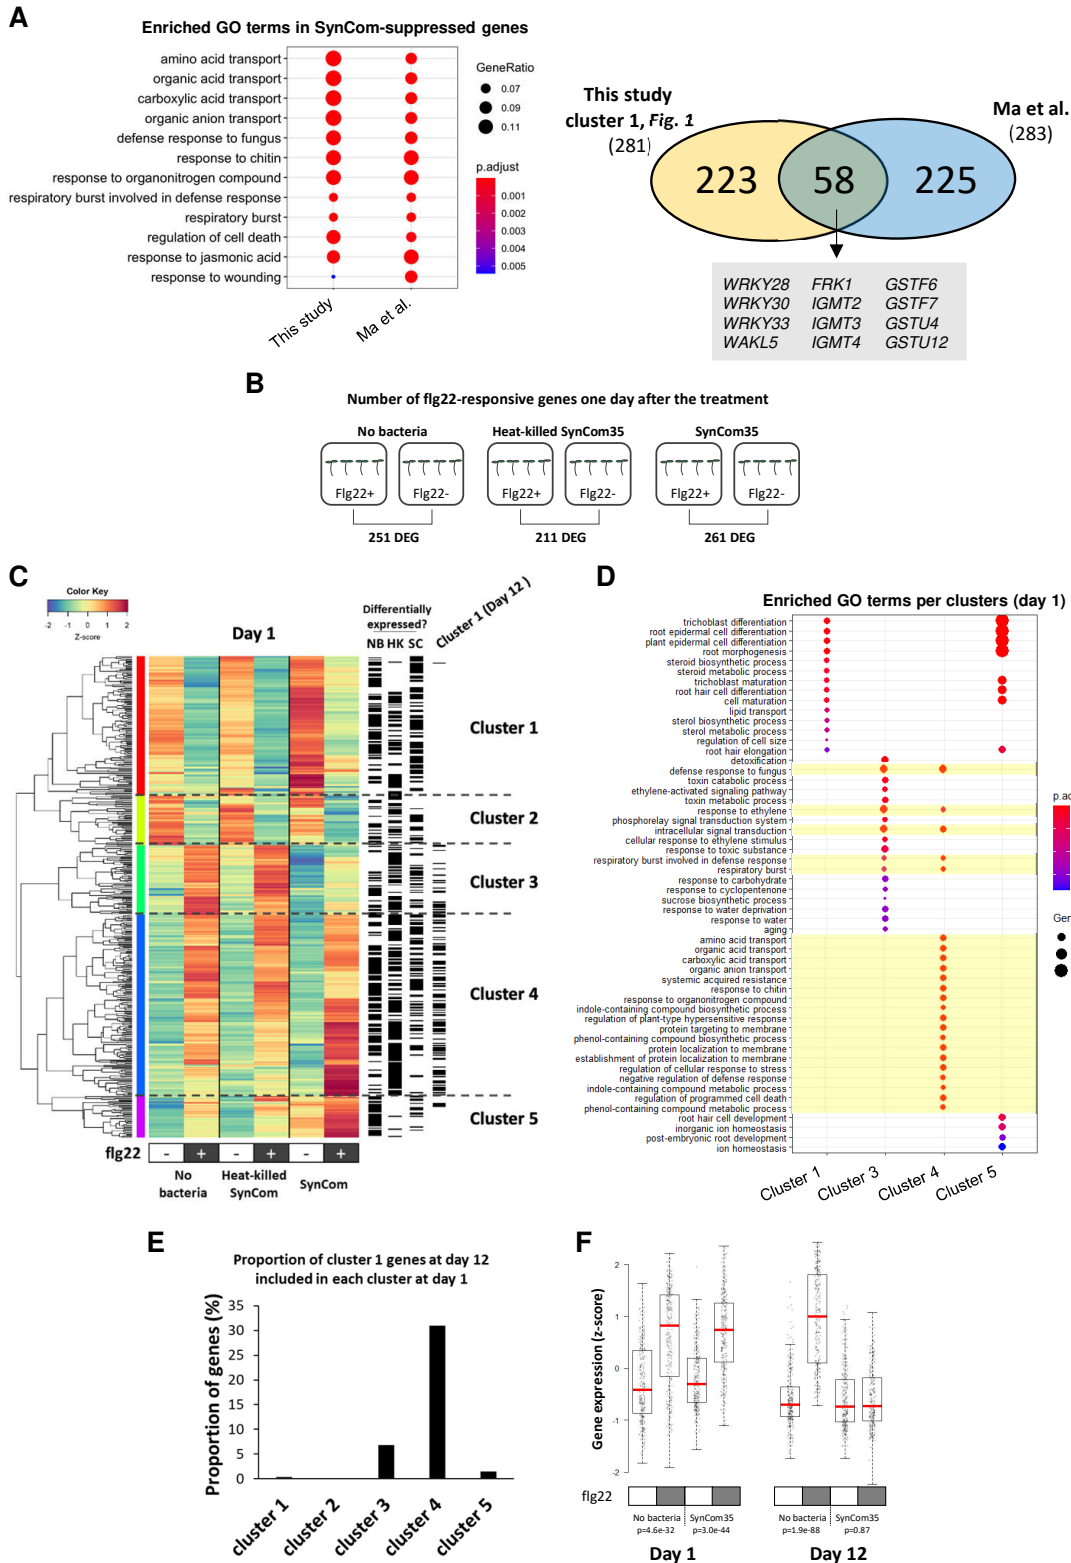 A
Enriched GO terms in SynCom-suppressed genes
amino acid transport
organic acid transport
carboxylic acid transport
organic anion transport
defense response to fungus
response to chitin
response to organonitrogen compound
respiratory burst involved in defense response
respiratory burst
regulation of cell death
response to jasmonic acid
response to wounding
This study
Ma et al.
GeneRatio
0.07
0.09
0.11
p.adjust
0.001
0.002
0.003
0.004
0.005
This study
cluster 1, Fig. 1
(281)
Ma et al.
(283)
223
58
225
WRKY28 FRK1 GSTF6
WRKY30 IGMT2 GSTF7
WRKY33 IGMT3 GSTU4
WAKL5 IGMT4 GSTU12
B
Number of flg22-responsive genes one day after the treatment
No bacteria Heat-killed SynCom35 SynCom35
Flg22+ Flg22- Flg22+ Flg22- Flg22+ Flg22-
251 DEG 211 DEG 261 DEG
C
Color Key
-2 -1 0 1 2
Z-score
Day 1
Differentially
expressed?
NB HK SC
Cluster 1 (Day 12 )
Cluster 1
Cluster 2
Cluster 3
Cluster 4
Cluster 5
flg22 - + - + - +
No
bacteria
Heat-killed
SynCom
SynCom
D
Enriched GO terms per clusters (day 1)
trichoblast differentiation
root epidermal cell differentiation
plant epidermal cell differentiation
root morphogenesis
steroid biosynthetic process
steroid metabolic process
trichoblast maturation
root hair cell differentiation
cell maturation
lipid transport
sterol biosynthetic process
sterol metabolic process
regulation of cell size
root hair elongation
detoxification
defense response to fungus
toxin catabolic process
ethylene-activated signaling pathway
toxin metabolic process
response to ethylene
phosphorelay signal transduction system
intracellular signal transduction
cellular response to ethylene stimulus
response to toxic substance
respiratory burst involved in defense response
respiratory burst
response to carbohydrate
response to cyclopentenone
sucrose biosynthetic process
response to water deprivation
response to water
aging
amino acid transport
organic acid transport
carboxylic acid transport
organic anion transport
systemic acquired resistance
response to chitin
response to organonitrogen compound
indole-containing compound biosynthetic process
regulation of plant-type hypersensitive response
protein targeting to membrane
phenol-containing compound biosynthetic process
protein localization to membrane
establishment of protein localization to membrane
regulation of cellular response to stress
negative regulation of defense response
indole-containing compound metabolic process
regulation of programmed cell death
phenol-containing compound metabolic process
root hair cell development
inorganic ion homeostasis
post-embryonic root development
ion homeostasis
Cluster 1
Cluster 3
Cluster 4
Cluster 5
p.ac
Gen
E
Proportion of cluster 1 genes at day 12
included in each cluster at day 1
Proportion of genes (%)
35
30
25
20
15
10
5
0
cluster 1
cluster 2
cluster 3
cluster 4
cluster 5
F
Gene expression (z-score)
2
1
0
-1
-2
flg22
No bacteria SynCom35 No bacteria SynCom35
p=4.6e-32 p=3.0e-44 p=1.9e-88 p=0.87
Day 1 Day 12